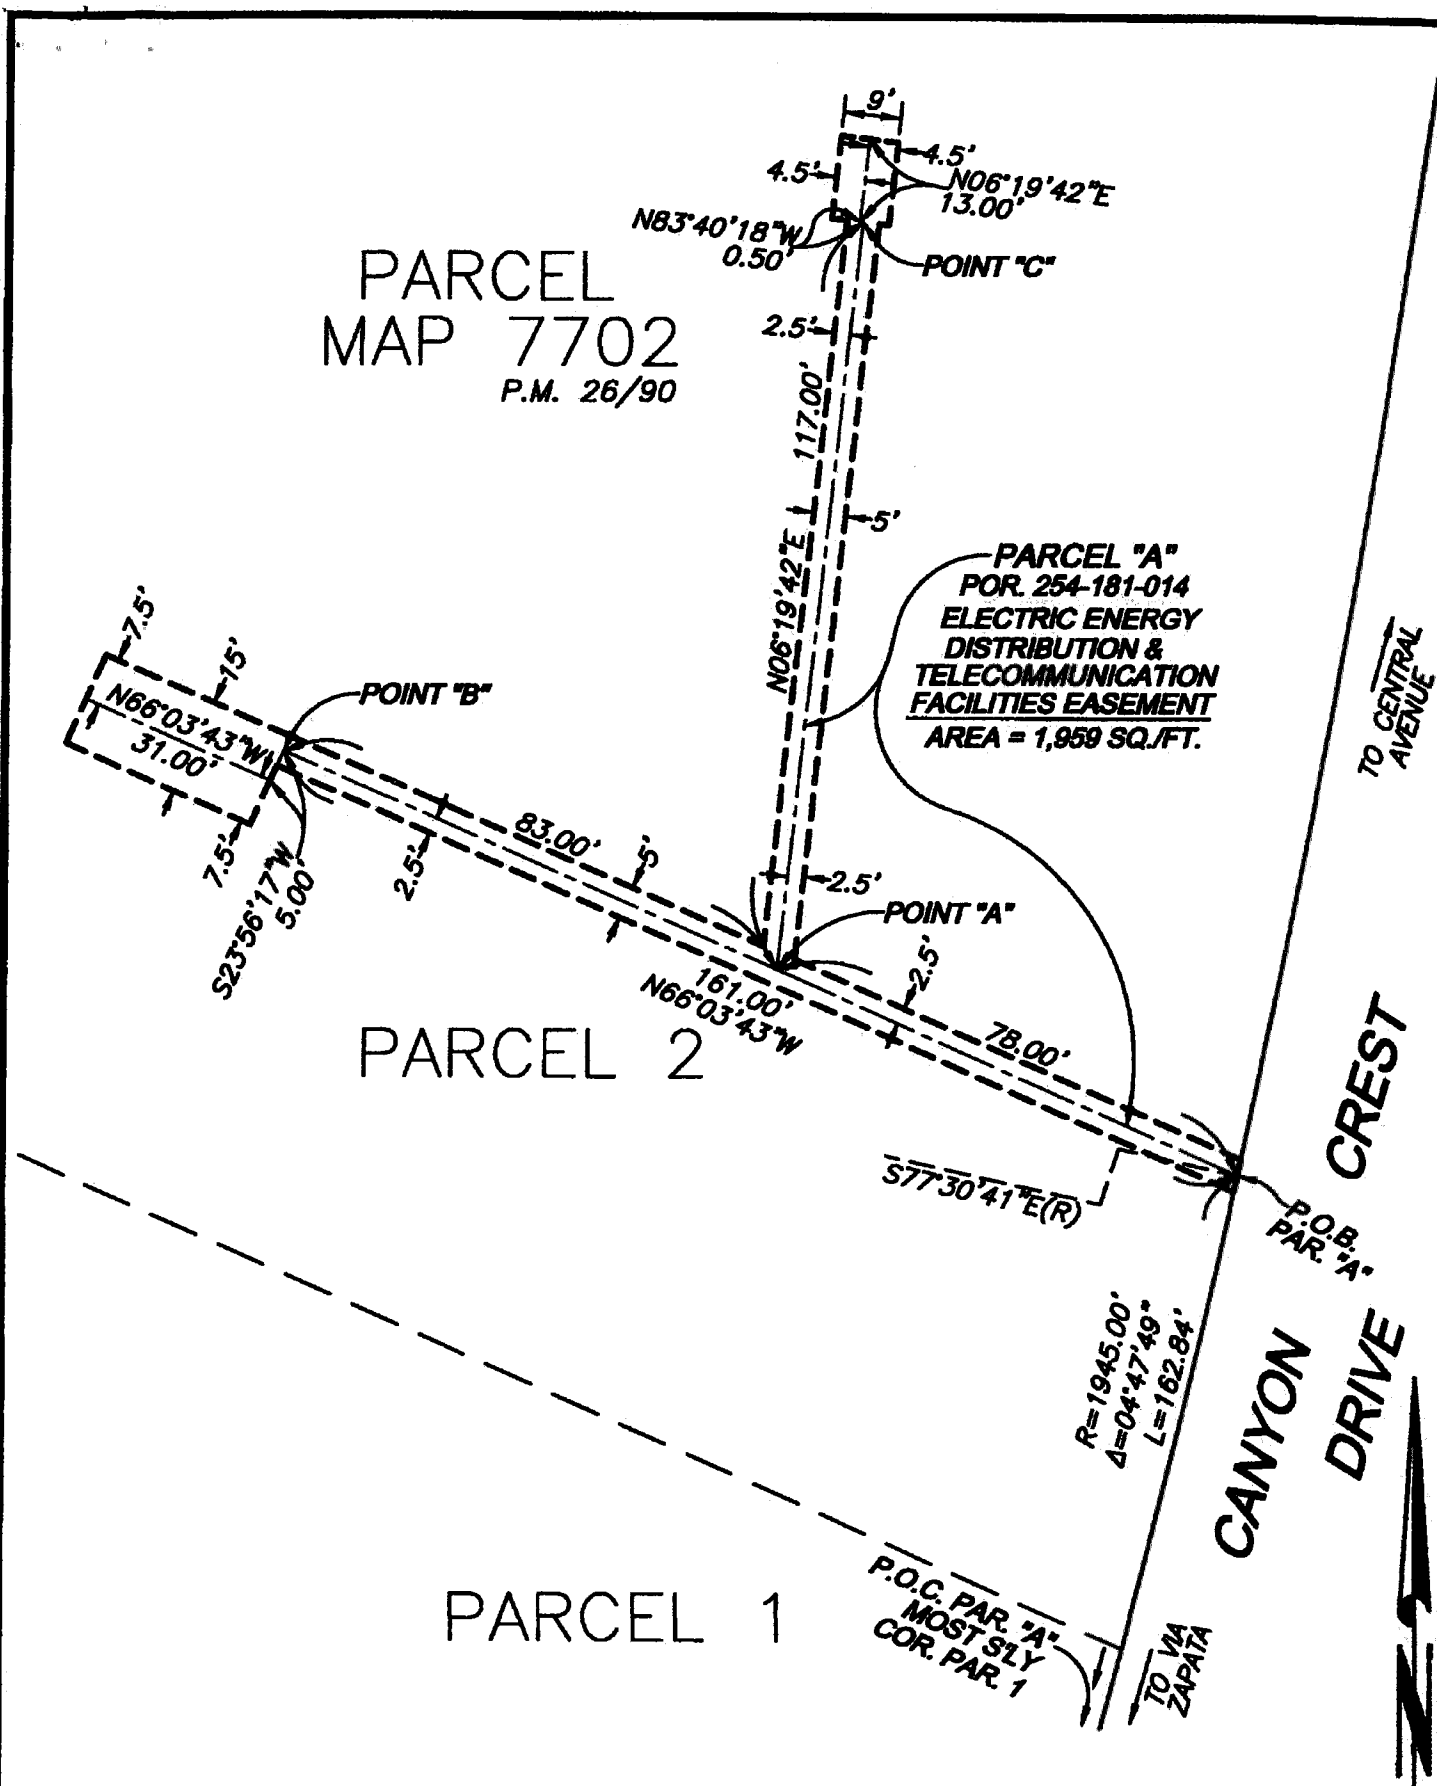 9'
4.5'
4.5'
N06°19'42"E
13.00'
N83°40'18"W
0.50'
POINT "C"
PARCEL
MAP 7702
P.M. 26/90
2.5'
117.00'
N06°19'42"E
5'
PARCEL "A"
POR. 254-181-014
ELECTRIC ENERGY
DISTRIBUTION &
TELECOMMUNICATION
FACILITIES EASEMENT
AREA = 1,959 SQ./FT.
TO CENTRAL
AVENUE
7.5'
15'
POINT "B"
N66°03'43"W
31.00'
7.5'
S23°56'17"W
5.00'
2.5'
83.00'
5'
2.5'
POINT "A"
2.5'
161.00'
N66°03'43"W
78.00'
PARCEL 2
S77°30'41"E(R)
P.O.B.
PAR. "A"
CANYON CREST
DRIVE
R=1945.00'
Δ=04°47'49"
L=162.84'
P.O.C. PAR. "A"
MOST S'LY
COR. PAR. 1
PARCEL 1
TO VIA
ZAPATA
N